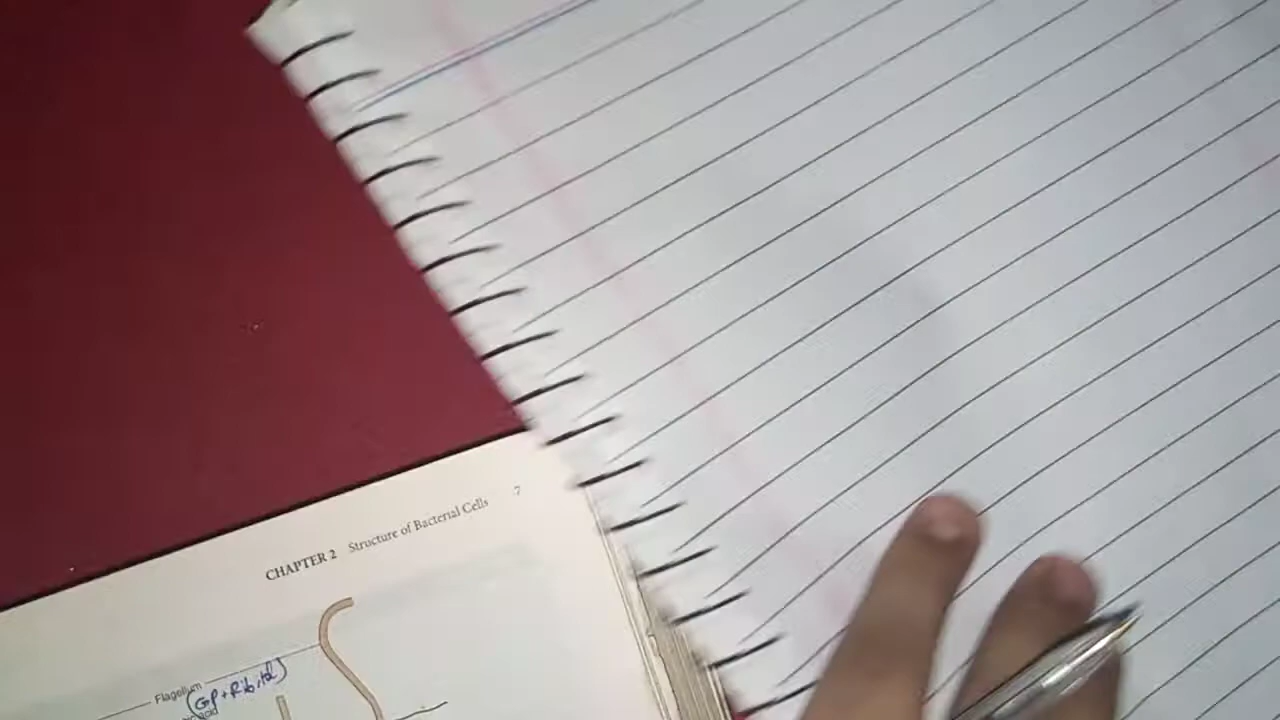 CHAPTER 2 Structure of Bacterial Cells 7
Flagellum
(GP+Ribitol)